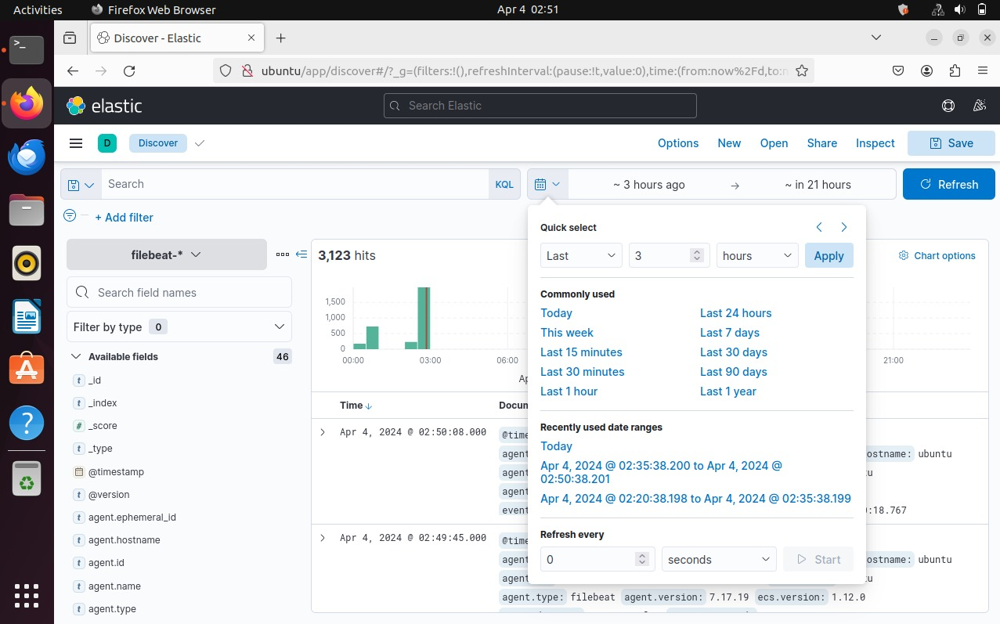 Activities
Firefox Web Browser
Apr 4 02:51
Discover - Elastic
ubuntu/app/discover#/?_g=(filters:!(),refreshInterval:(pause:!t,value:0),time:(from:now%2Fd,to:n
elastic
Search Elastic
D
Discover
Options
New
Open
Share
Inspect
Save
Search
KQL
~ 3 hours ago
→
~ in 21 hours
Refresh
+ Add filter
filebeat-*
Search field names
Filter by type 0
Available fields 46
t _id
t _index
# _score
t _type
@timestamp
t @version
t agent.ephemeral_id
t agent.hostname
t agent.id
t agent.name
t agent.type
3,123 hits
Chart options
1,500
1,000
500
0
00:00
03:00
06:00
21:00
Ap
Time
Docum
Apr 4, 2024 @ 02:50:08.000
@time
agent
ostname: ubuntu
agent
tu
agent
event
0:18.767
Apr 4, 2024 @ 02:49:45.000
@time
agent
ostname: ubuntu
agent
tu
agent.type: filebeat agent.version: 7.17.19 ecs.version: 1.12.0
Quick select
Last
3
hours
Apply
Commonly used
Today
Last 24 hours
This week
Last 7 days
Last 15 minutes
Last 30 days
Last 30 minutes
Last 90 days
Last 1 hour
Last 1 year
Recently used date ranges
Today
Apr 4, 2024 @ 02:35:38.200 to Apr 4, 2024 @
02:50:38.201
Apr 4, 2024 @ 02:20:38.198 to Apr 4, 2024 @ 02:35:38.199
Refresh every
0
seconds
Start